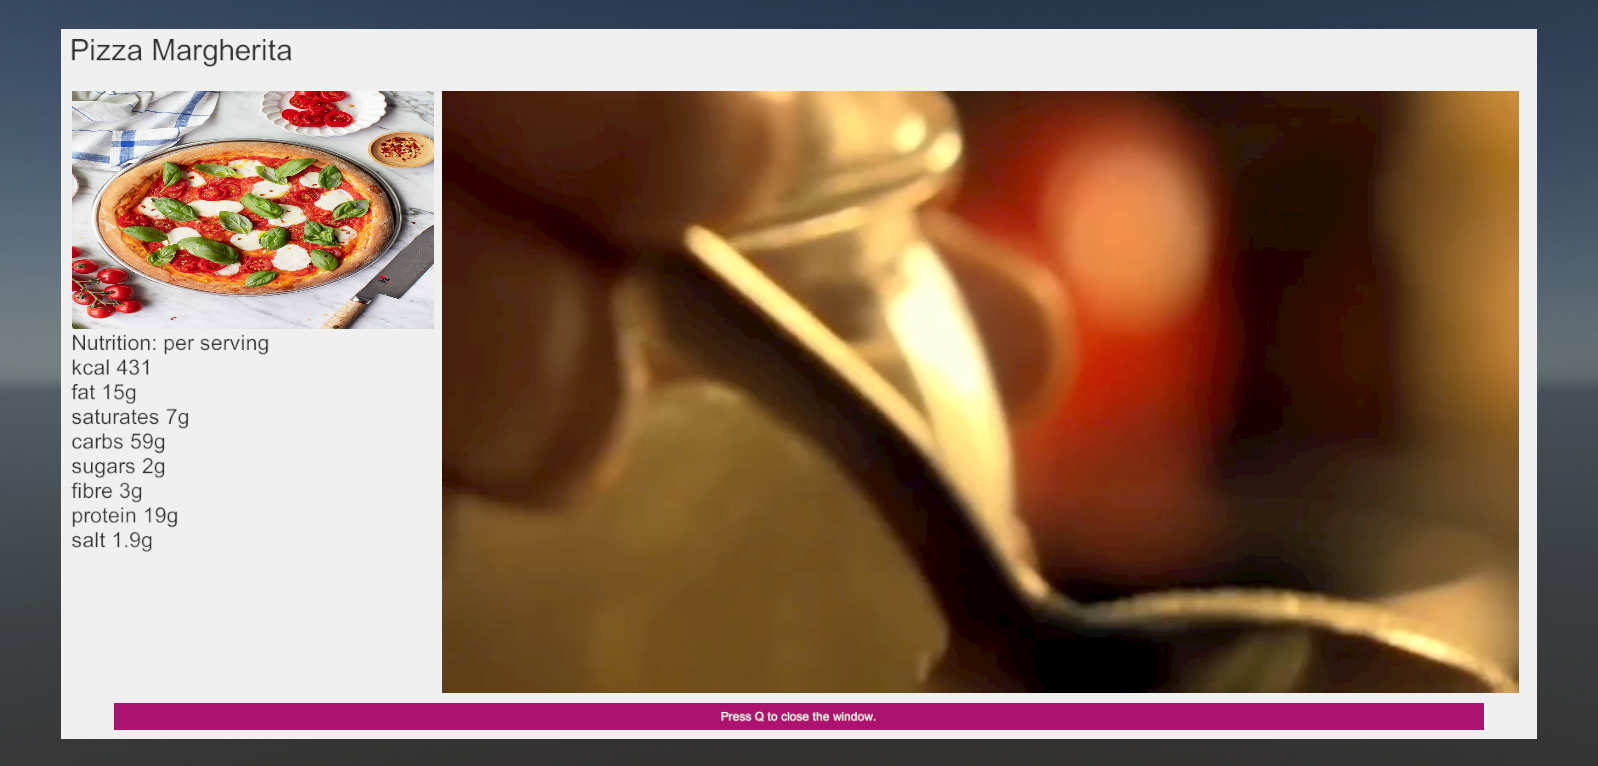 Pizza Margherita
Nutrition: per serving
kcal 431
fat 15g
saturates 7g
carbs 59g
sugars 2g
fibre 3g
protein 19g
salt 1.9g
Press Q to close the window.